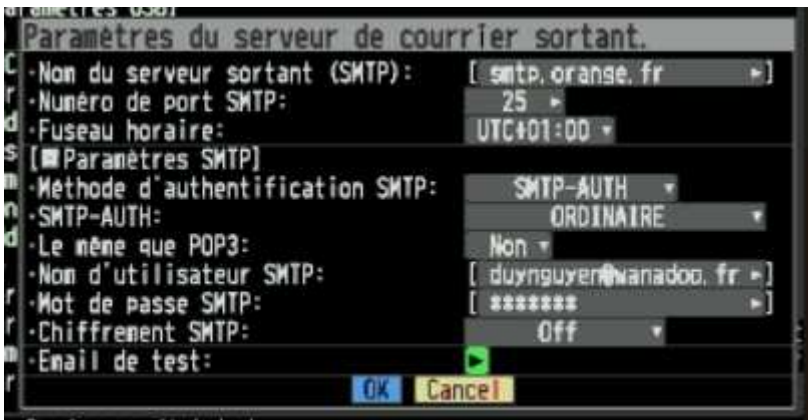 Paramètres du serveur de courrier sortant.
·Nom du serveur sortant (SMTP): [ smtp.orange.fr ▸]
·Numéro de port SMTP: 25 ▸
·Fuseau horaire: UTC+01:00 ▾
[■Paramètres SMTP]
·Méthode d'authentification SMTP: SMTP-AUTH ▾
·SMTP-AUTH: ORDINAIRE ▾
·Le même que POP3: Non ▾
·Nom d'utilisateur SMTP: [ duynguyen@wanadoo.fr ▸]
·Mot de passe SMTP: [ ******* ▸]
·Chiffrement SMTP: Off ▾
·Email de test: ▶
OK Cancel